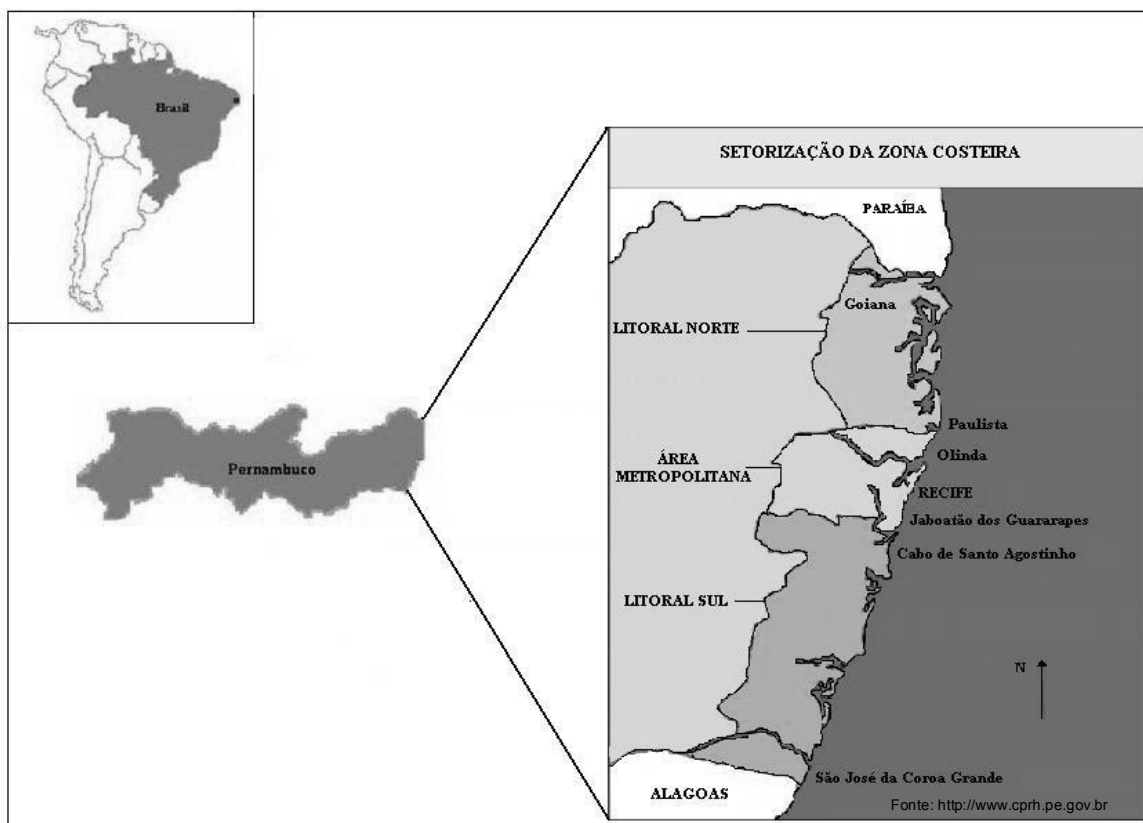 Brasil
SETORIZAÇÃO DA ZONA COSTEIRA
PARAÍBA
Goiana
LITORAL NORTE
Paulista
Olinda
ÁREA
METROPOLITANA
Pernambuco
RECIFE
Jaboatão dos Guararapes
Cabo de Santo Agostinho
LITORAL SUL
N
São José da Coroa Grande
ALAGOAS
Fonte: http://www.cprh.pe.gov.br